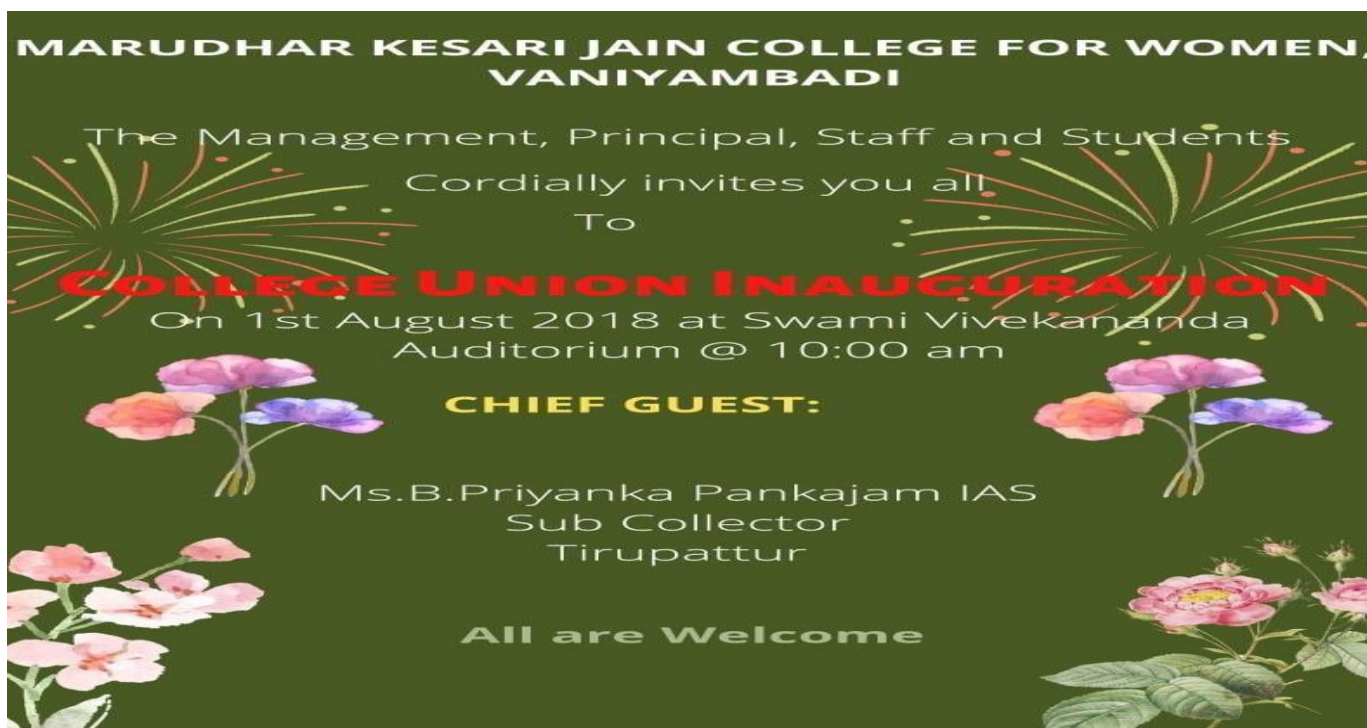 MARUDHAR KESARI JAIN COLLEGE FOR WOMEN,
VANIYAMBADI
The Management, Principal, Staff and Students
Cordially invites you all
To
COLLEGE UNION INAUGURATION
On 1st August 2018 at Swami Vivekananda
Auditorium @ 10:00 am
CHIEF GUEST:
Ms.B.Priyanka Pankajam IAS
Sub Collector
Tirupattur
All are Welcome